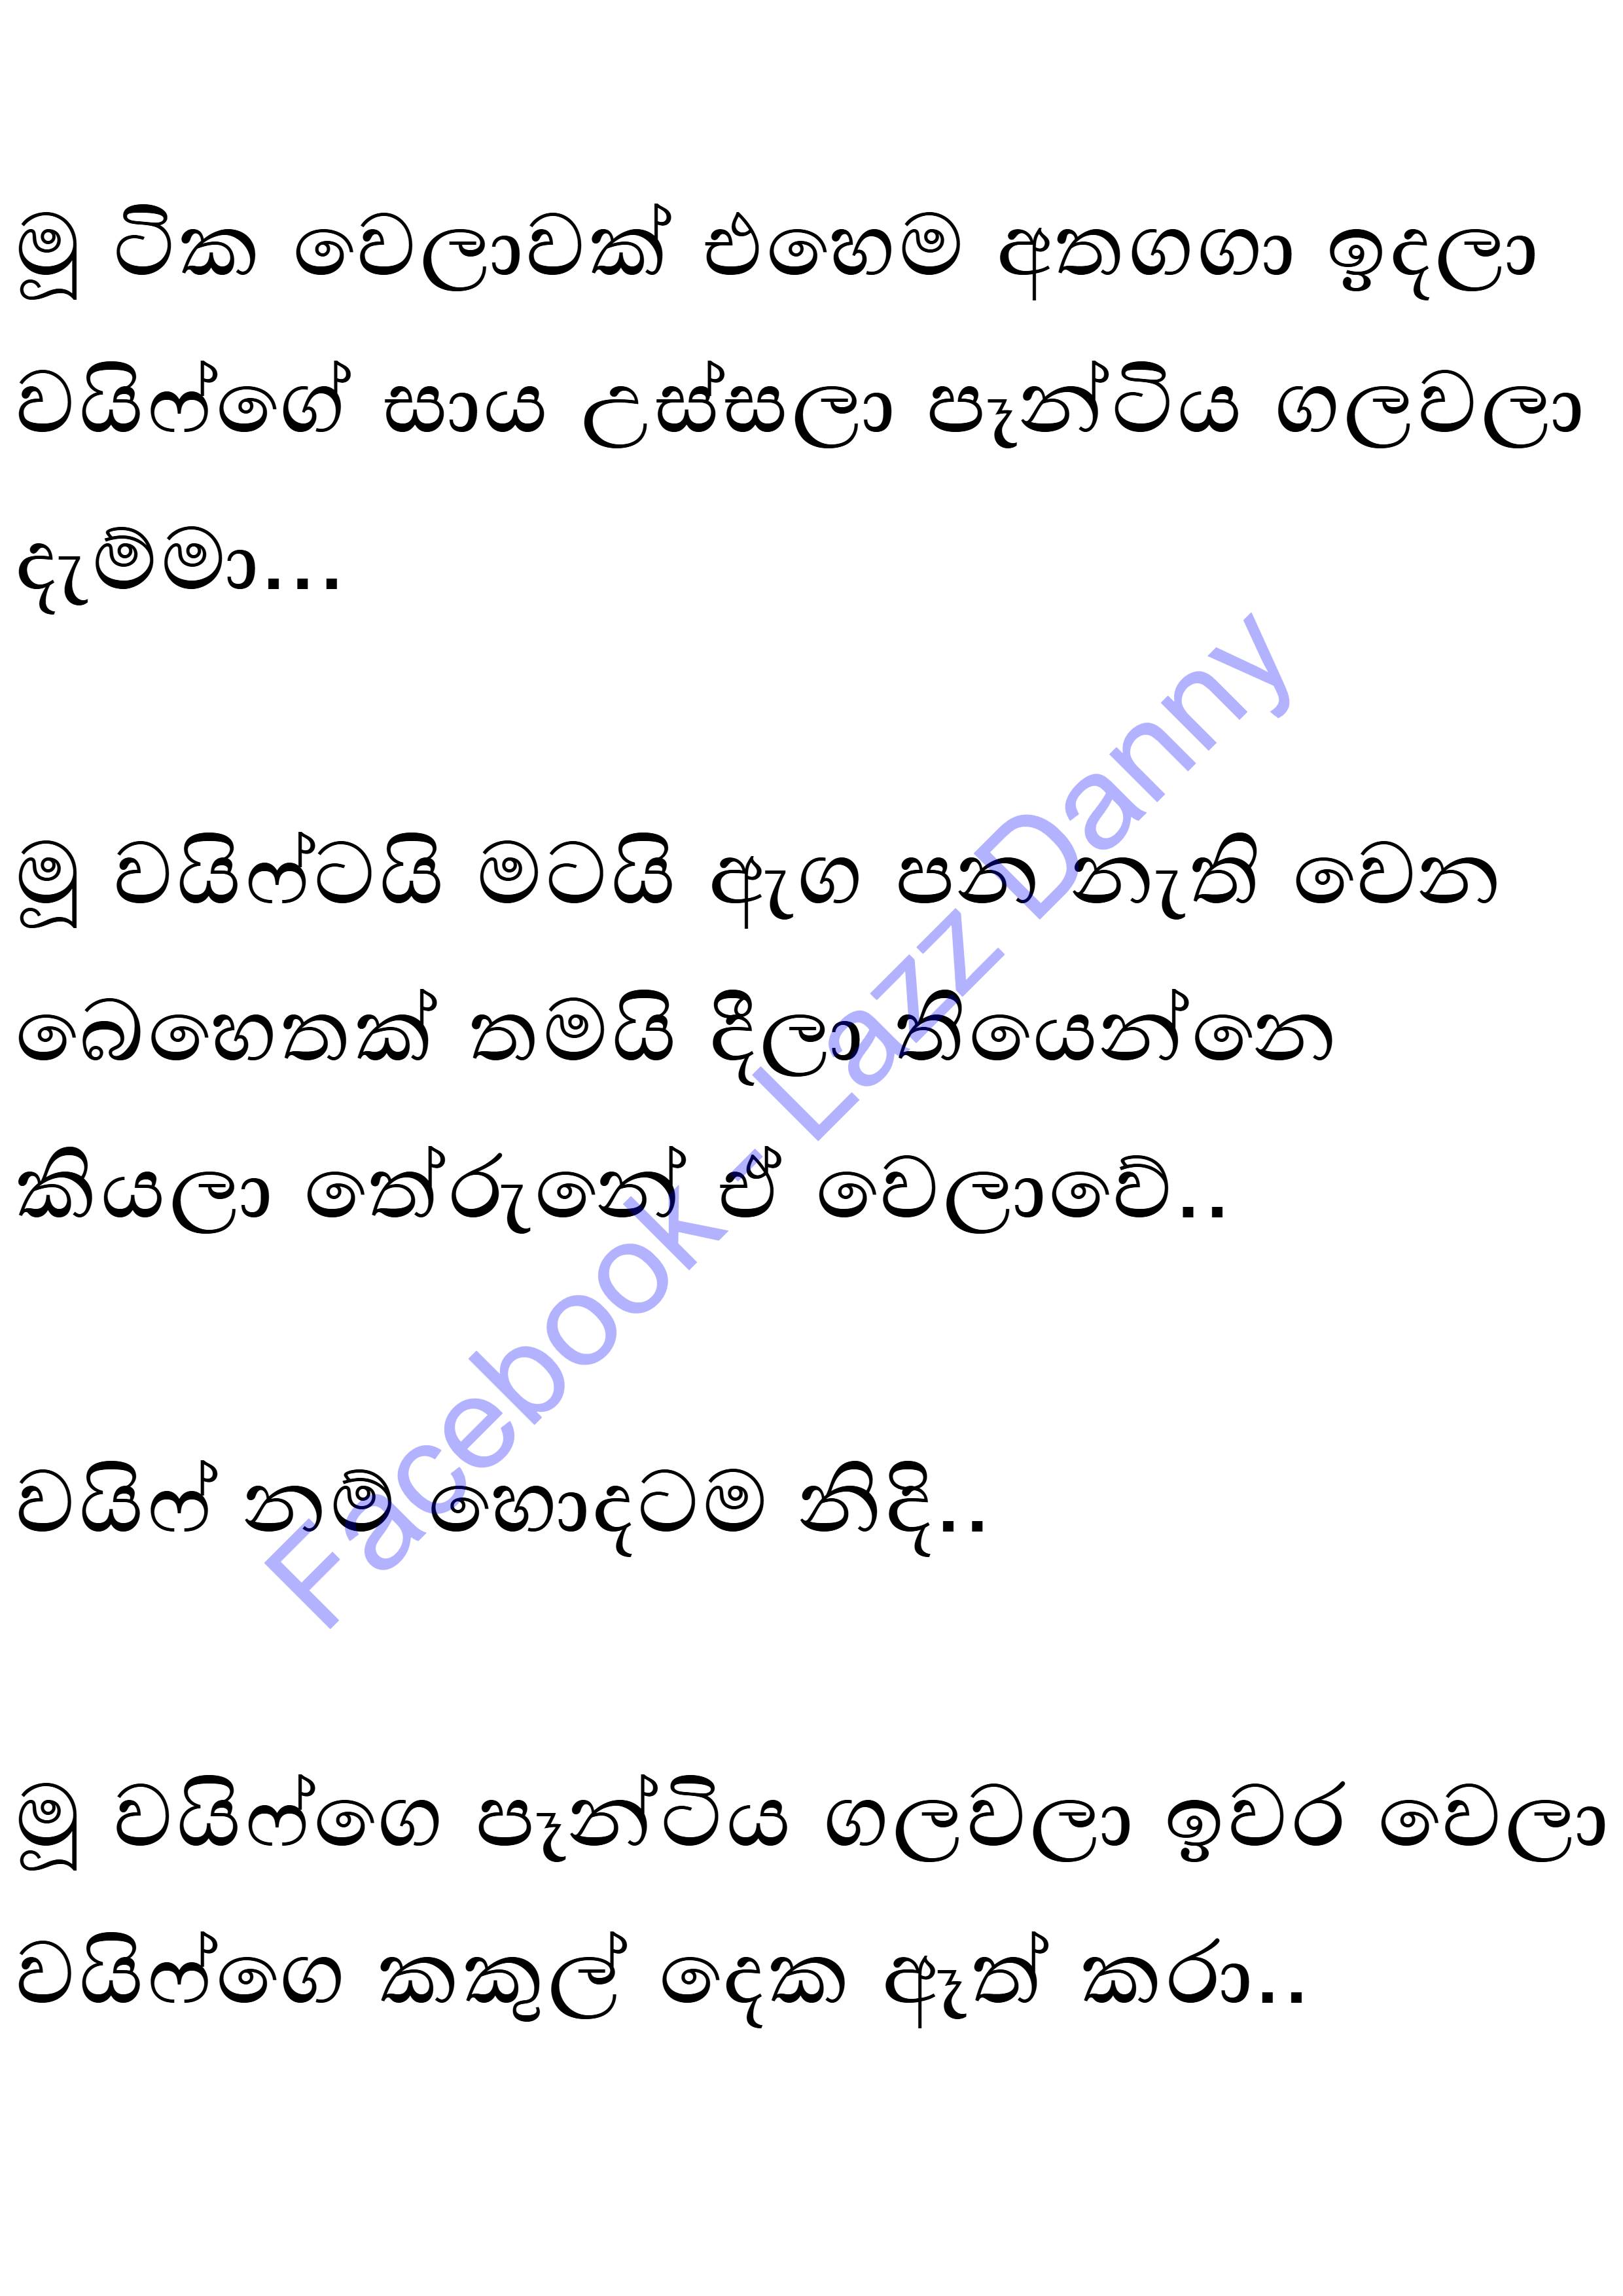 මූ ටික වෙලාවක් එහෙම අතගගා ඉදලා
වයිෆ්ගේ සාය උස්සලා පෑන්ටිය ගලවලා
දැම්මා...
මූ වයිෆ්ටයි මටයි ඇග පත නැති වෙන
බෙහෙතක් තමයි දීලා තියෙන්නෙ
කියලා තේරුනේ ඒ වෙලාවේ..
වයිෆ් නම් හොදටම නිදි..
මූ වයිෆ්ගෙ පෑන්ටිය ගලවලා ඉවර වෙලා
වයිෆ්ගෙ කකුල් දෙක ඈත් කරා..
Facebook - Lazz Danny